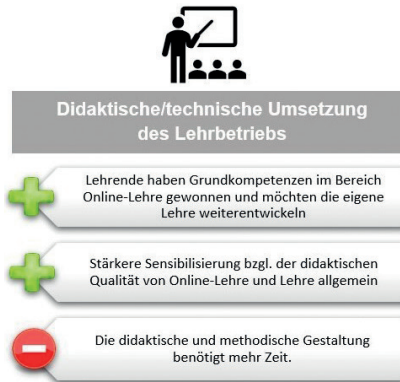 Didaktische/technische Umsetzung
des Lehrbetriebs
Lehrende haben Grundkompetenzen im Bereich
Online-Lehre gewonnen und möchten die eigene
Lehre weiterentwickeln
Stärkere Sensibilisierung bzgl. der didaktischen
Qualität von Online-Lehre und Lehre allgemein
Die didaktische und methodische Gestaltung
benötigt mehr Zeit.